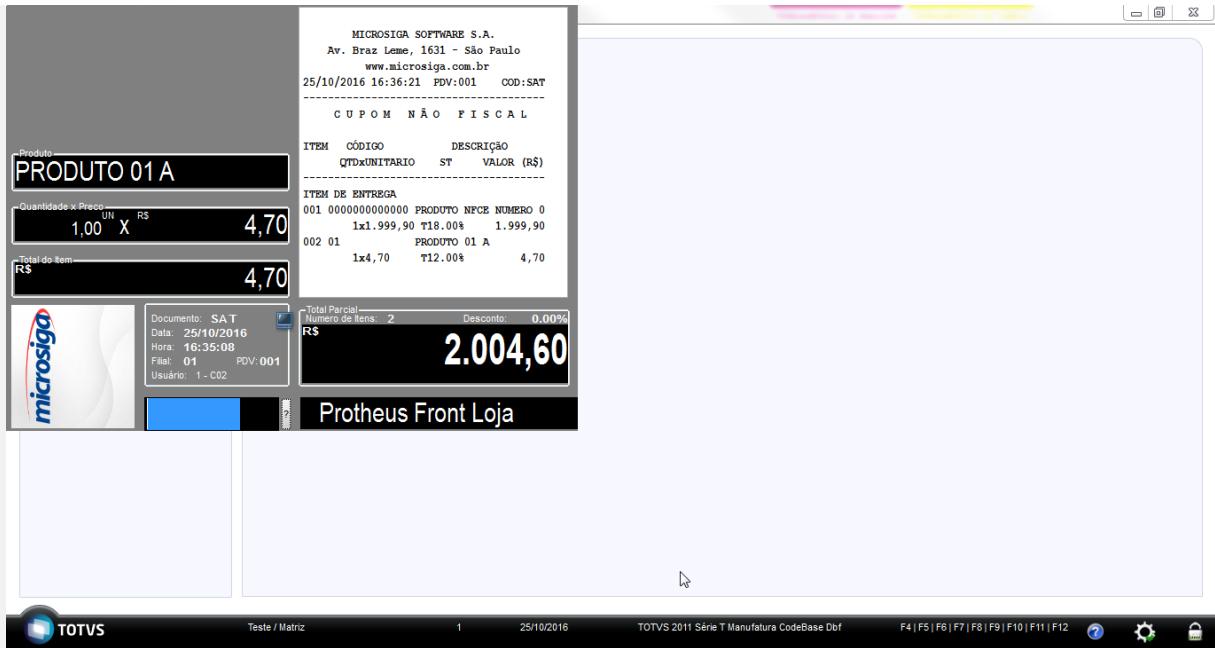 MICROSIGA SOFTWARE S.A.
Av. Braz Leme, 1631 - São Paulo
www.microsiga.com.br
25/10/2016 16:36:21 PDV:001 COD:SAT
------------------------------------------
C U P O M N Ã O F I S C A L
ITEM CÓDIGO DESCRIÇãO
QTDxUNITARIO ST VALOR (R$)
------------------------------------------
ITEM DE ENTREGA
001 0000000000000 PRODUTO NFCE NUMERO 0
1x1.999,90 T18.00% 1.999,90
002 01 PRODUTO 01 A
1x4,70 T12.00% 4,70
Produto
PRODUTO 01 A
Quantidade x Preco
1,00 UN X R$ 4,70
Total do Item
R$ 4,70
microsiga
Documento: SAT
Data: 25/10/2016
Hora: 16:35:08
Filial: 01 PDV: 001
Usuário: 1 - C02
Total Parcial
Numero de Itens: 2 Desconto: 0.00%
R$ 2.004,60
?
Protheus Front Loja
TOTVS Teste / Matriz 1 25/10/2016 TOTVS 2011 Série T Manufatura CodeBase Dbf F4 | F5 | F6 | F7 | F8 | F9 | F10 | F11 | F12 ?